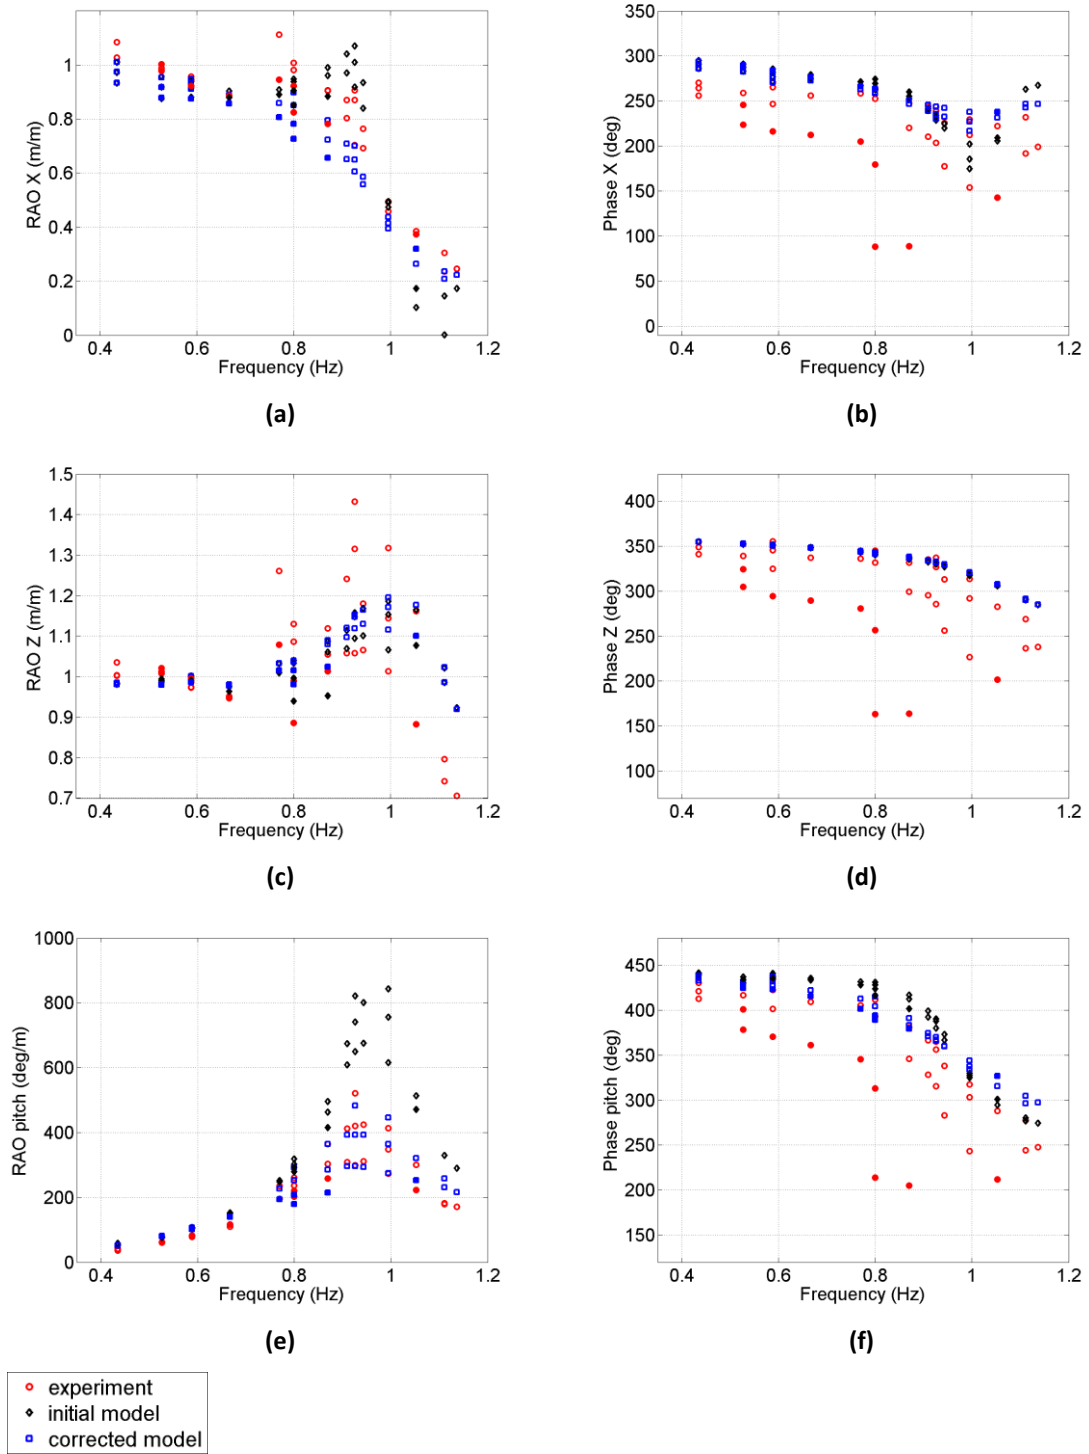 RAO X (m/m)
1
0.8
0.6
0.4
0.2
0
0.4 0.6 0.8 1 1.2
Frequency (Hz)
(a)
Phase X (deg)
350
300
250
200
150
100
50
0
0.4 0.6 0.8 1 1.2
Frequency (Hz)
(b)
RAO Z (m/m)
1.5
1.4
1.3
1.2
1.1
1
0.9
0.8
0.7
0.4 0.6 0.8 1 1.2
Frequency (Hz)
(c)
Phase Z (deg)
400
350
300
250
200
150
100
0.4 0.6 0.8 1 1.2
Frequency (Hz)
(d)
RAO pitch (deg/m)
1000
800
600
400
200
0
0.4 0.6 0.8 1 1.2
Frequency (Hz)
(e)
Phase pitch (deg)
450
400
350
300
250
200
150
0.4 0.6 0.8 1 1.2
Frequency (Hz)
(f)
experiment
initial model
corrected model